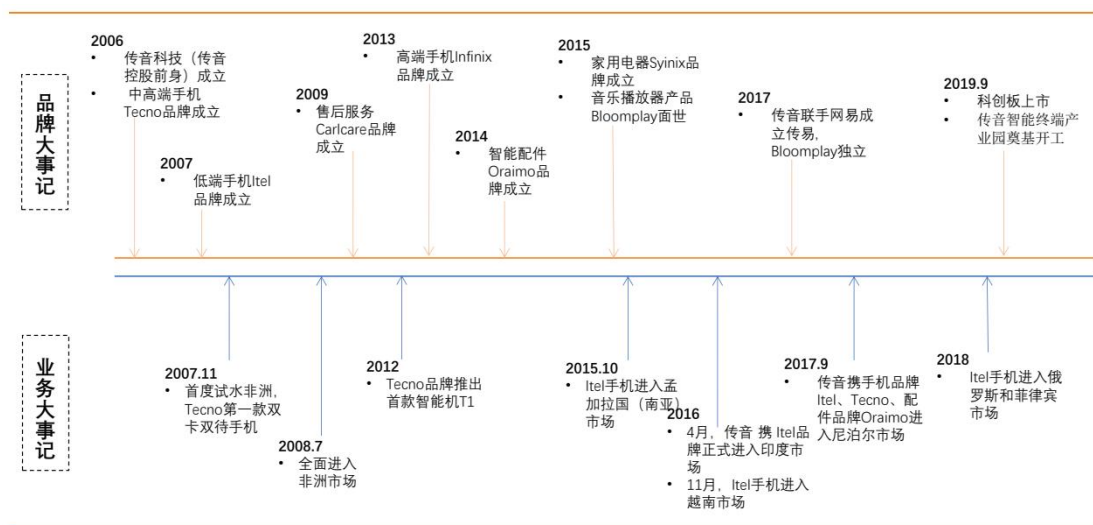 品牌大事记
2006
• 传音科技（传音
控股前身）成立
• 中高端手机
Tecno品牌成立
2007
• 低端手机Itel
品牌成立
2009
• 售后服务
Carlcare品牌
成立
2013
• 高端手机Infinix
品牌成立
2014
• 智能配件
Oraimo品
牌成立
2015
• 家用电器Syinix品
牌成立
• 音乐播放器产品
Bloomplay面世
2017
• 传音联手网易成
立传易,
Bloomplay独立
2019.9
• 科创板上市
• 传音智能终端产
业园奠基开工
业务大事记
2007.11
• 首度试水非洲,
Tecno第一款双
卡双待手机
2008.7
• 全面进入
非洲市场
2012
• Tecno品牌推出
首款智能机T1
2015.10
• Itel手机进入孟
加拉国（南亚）
市场
2016
• 4月，传音 携 Itel品
牌正式进入印度市
场
• 11月，Itel手机进入
越南市场
2017.9
• 传音携手机品牌
Itel、Tecno、配
件品牌Oraimo进
入尼泊尔市场
2018
• Itel手机进入俄
罗斯和菲律宾
市场